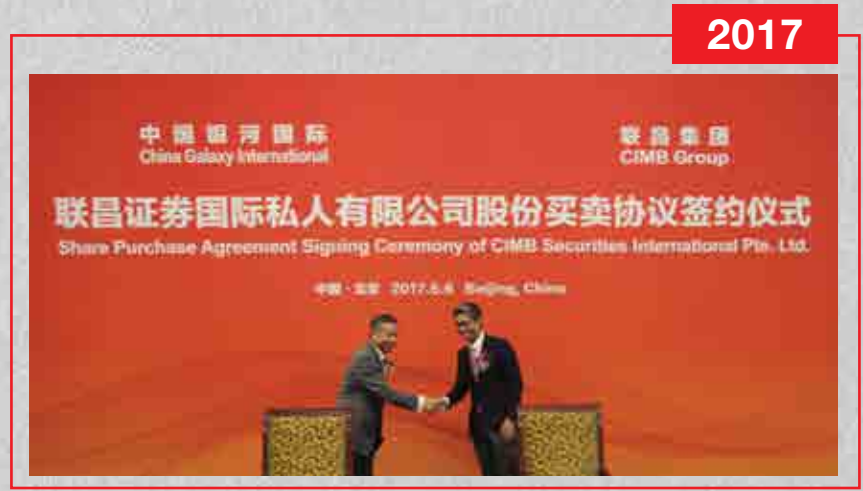 2017
中国银河国际
China Galaxy International
联昌集团
CIMB Group
联昌证券国际私人有限公司股份买卖协议签约仪式
Share Purchase Agreement Signing Ceremony of CIMB Securities International Pte. Ltd.
中国 · 北京 2017.6.6 Beijing, China